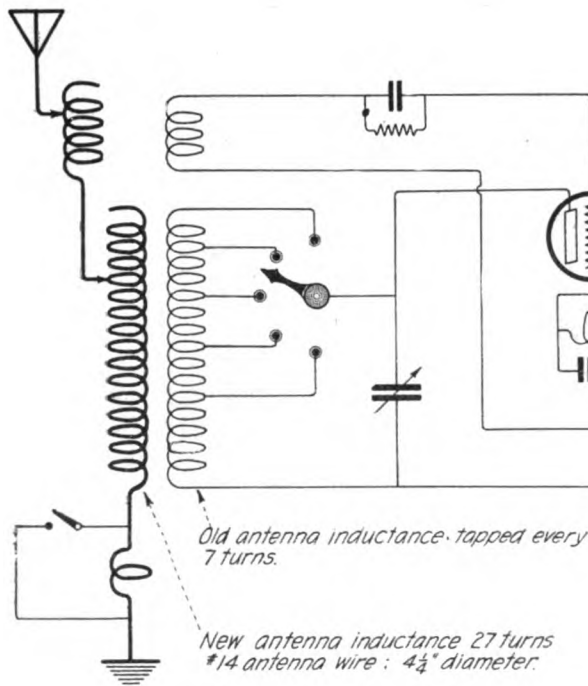 Old antenna inductance tapped every
7 turns.
New antenna inductance 27 turns
#14 antenna wire : 4¼" diameter.